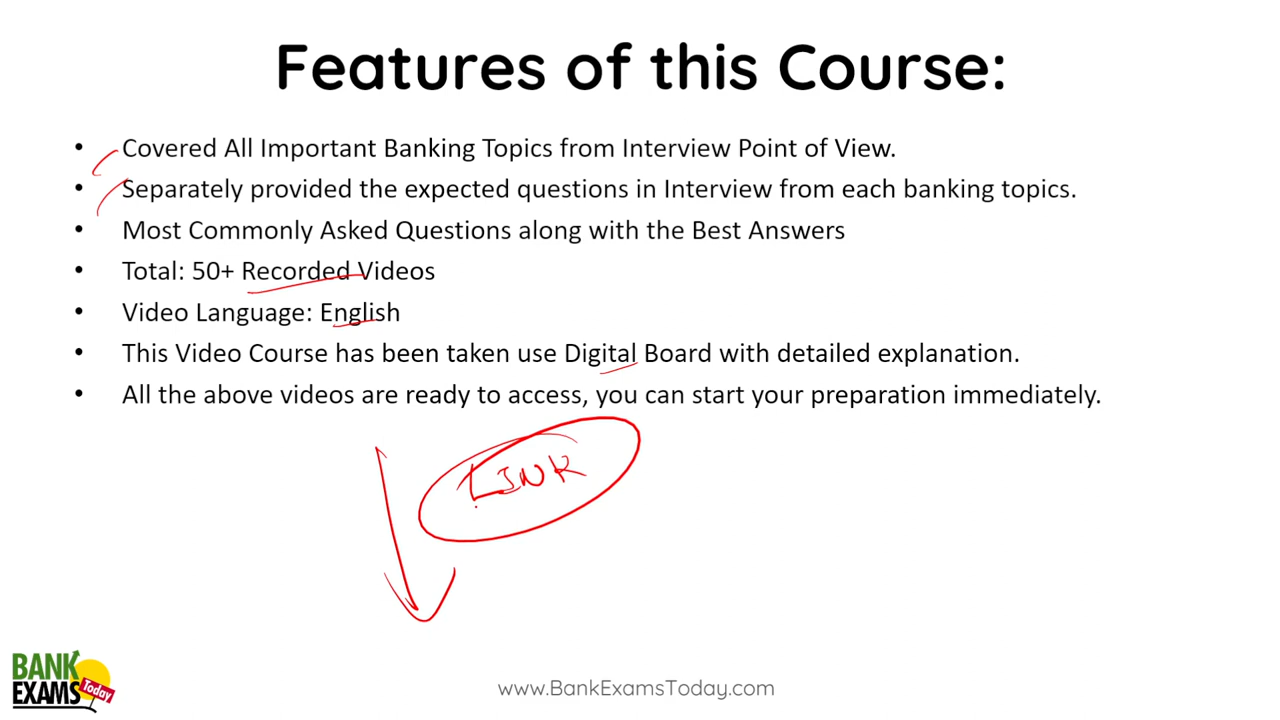 Features of this Course:
• Covered All Important Banking Topics from Interview Point of View.
• Separately provided the expected questions in Interview from each banking topics.
• Most Commonly Asked Questions along with the Best Answers
• Total: 50+ Recorded Videos
• Video Language: English
• This Video Course has been taken use Digital Board with detailed explanation.
• All the above videos are ready to access, you can start your preparation immediately.
LINK
BANK
EXAMS
Today
www.BankExamsToday.com